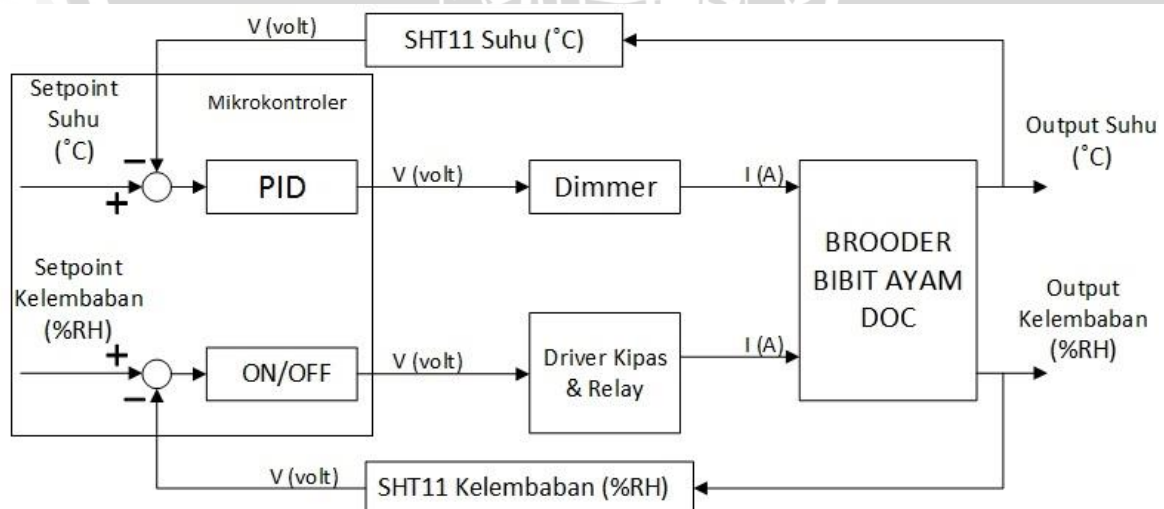 V (volt)
SHT11 Suhu (˚C)
Setpoint
Suhu
(˚C)
Mikrokontroler
Output Suhu
(˚C)
−
+
PID
V (volt)
Dimmer
I (A)
BROODER
BIBIT AYAM
DOC
Setpoint
Kelembaban
(%RH)
Output
Kelembaban
(%RH)
+
−
ON/OFF
V (volt)
Driver Kipas
& Relay
I (A)
V (volt)
SHT11 Kelembaban (%RH)